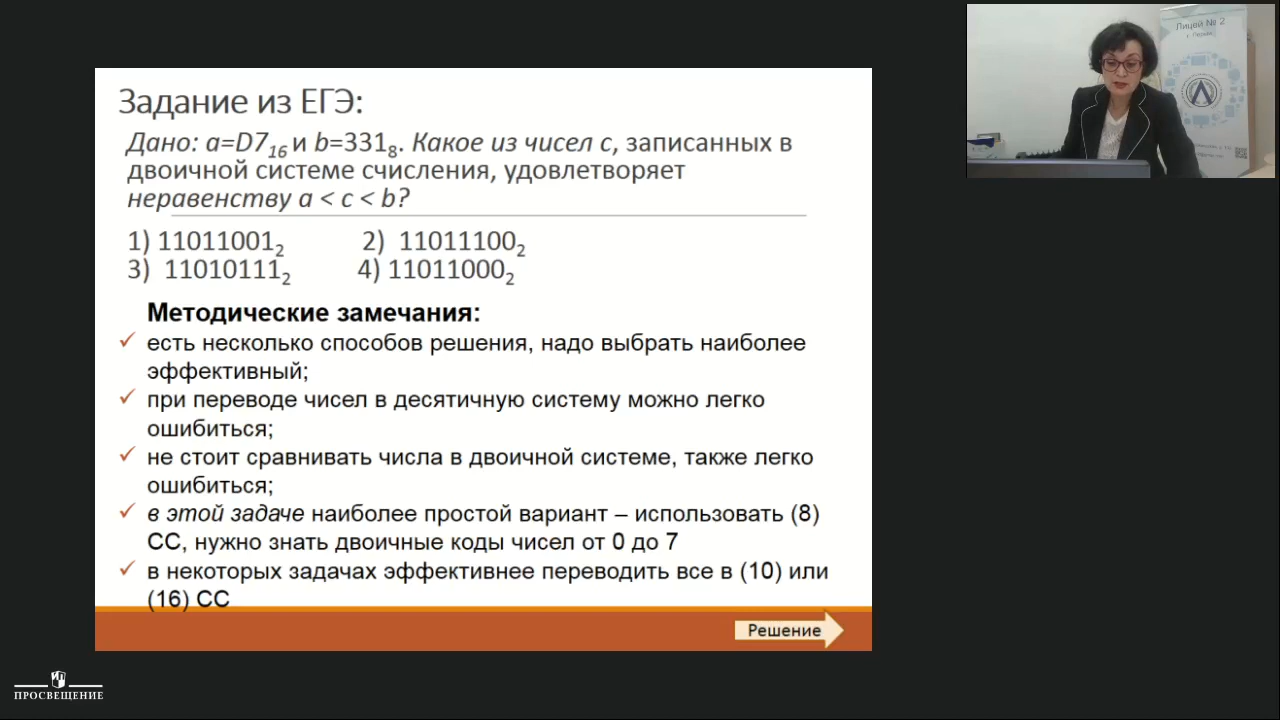 Задание из ЕГЭ:
Дано: a=D7₁₆ и b=331₈. Какое из чисел c, записанных в
двоичной системе счисления, удовлетворяет
неравенству a < c < b?
1) 11011001₂ 2) 11011100₂
3) 11010111₂ 4) 11011000₂
Методические замечания:
✓ есть несколько способов решения, надо выбрать наиболее
эффективный;
✓ при переводе чисел в десятичную систему можно легко
ошибиться;
✓ не стоит сравнивать числа в двоичной системе, также легко
ошибиться;
✓ в этой задаче наиболее простой вариант – использовать (8)
СС, нужно знать двоичные коды чисел от 0 до 7
✓ в некоторых задачах эффективнее переводить все в (10) или
(16) СС
Решение
ПРОСВЕЩЕНИЕ
Лицей № 2